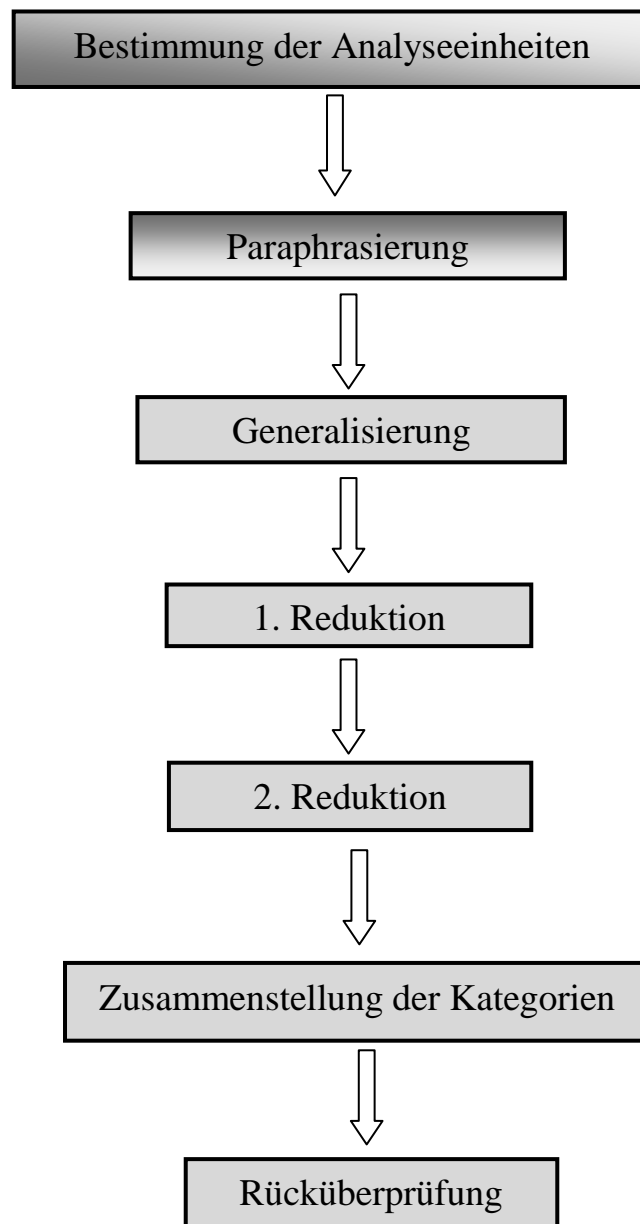 Bestimmung der Analyseeinheiten
Paraphrasierung
Generalisierung
1. Reduktion
2. Reduktion
Zusammenstellung der Kategorien
Rücküberprüfung